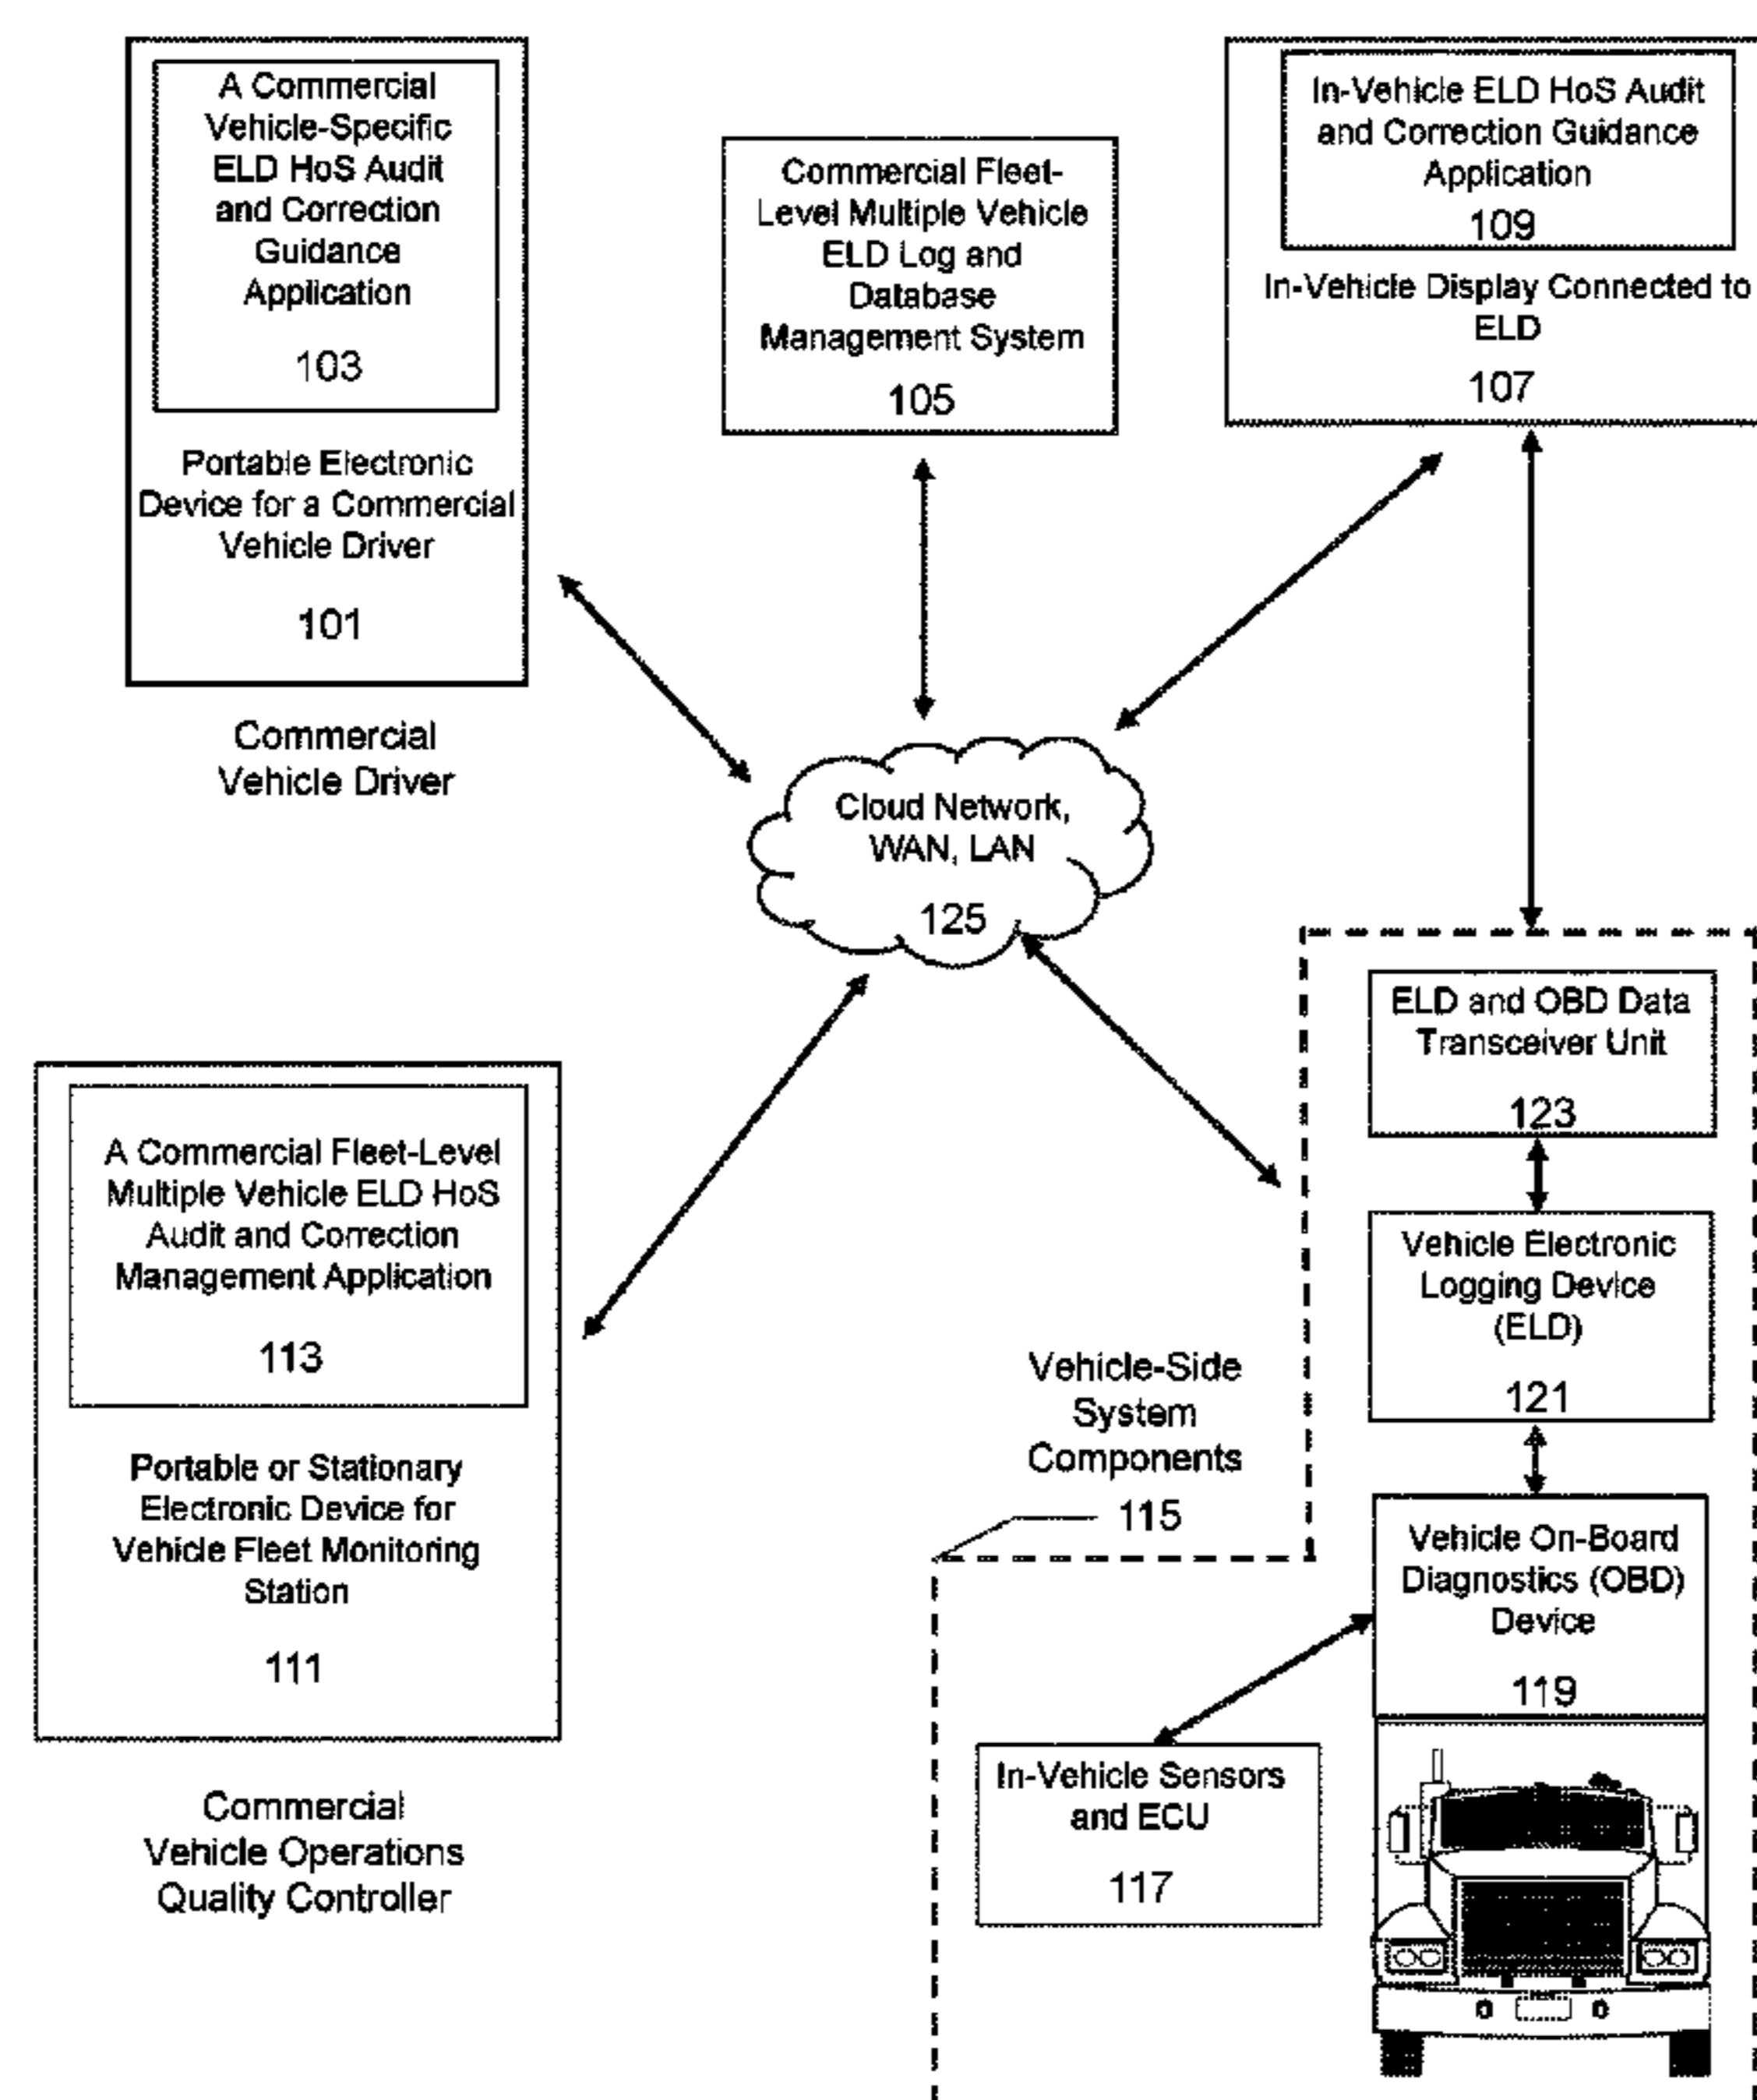 A Commercial
Vehicle-Specific
ELD HoS Audit
and Correction
Guidance
Application
103
Portable Electronic
Device for a Commercial
Vehicle Driver
101
Commercial
Vehicle Driver
Commercial Fleet-
Level Multiple Vehicle
ELD Log and
Database
Management System
105
In-Vehicle ELD HoS Audit
and Correction Guidance
Application
109
In-Vehicle Display Connected to
ELD
107
Cloud Network,
WAN, LAN
125
A Commercial Fleet-Level
Multiple Vehicle ELD HoS
Audit and Correction
Management Application
113
Portable or Stationary
Electronic Device for
Vehicle Fleet Monitoring
Station
111
Commercial
Vehicle Operations
Quality Controller
Vehicle-Side
System
Components
115
ELD and OBD Data
Transceiver Unit
123
Vehicle Electronic
Logging Device
(ELD)
121
Vehicle On-Board
Diagnostics (OBD)
Device
119
In-Vehicle Sensors
and ECU
117